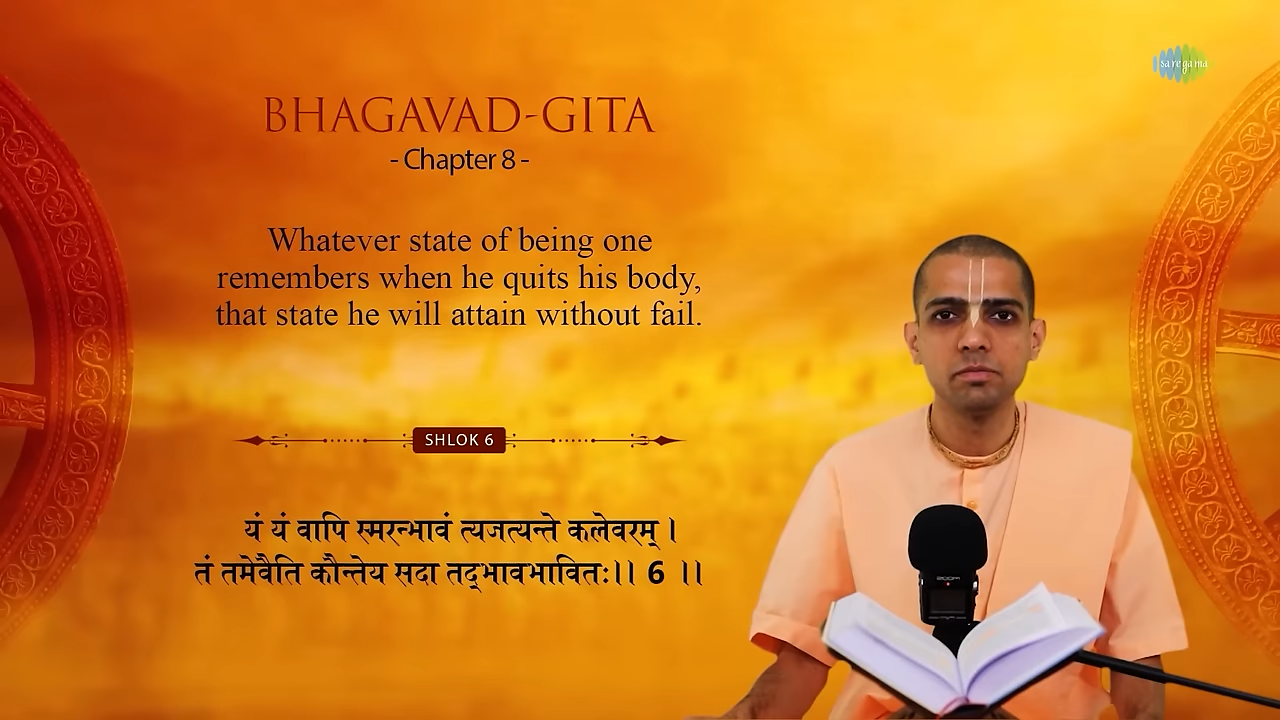 saregama
BHAGAVAD-GITA
- Chapter 8 -
Whatever state of being one
remembers when he quits his body,
that state he will attain without fail.
SHLOK 6
यं यं वापि स्मरन्भावं त्यजत्यन्ते कलेवरम् ।
तं तमेवैति कौन्तेय सदा तद्भावभावितः।। 6 ।।
zoom